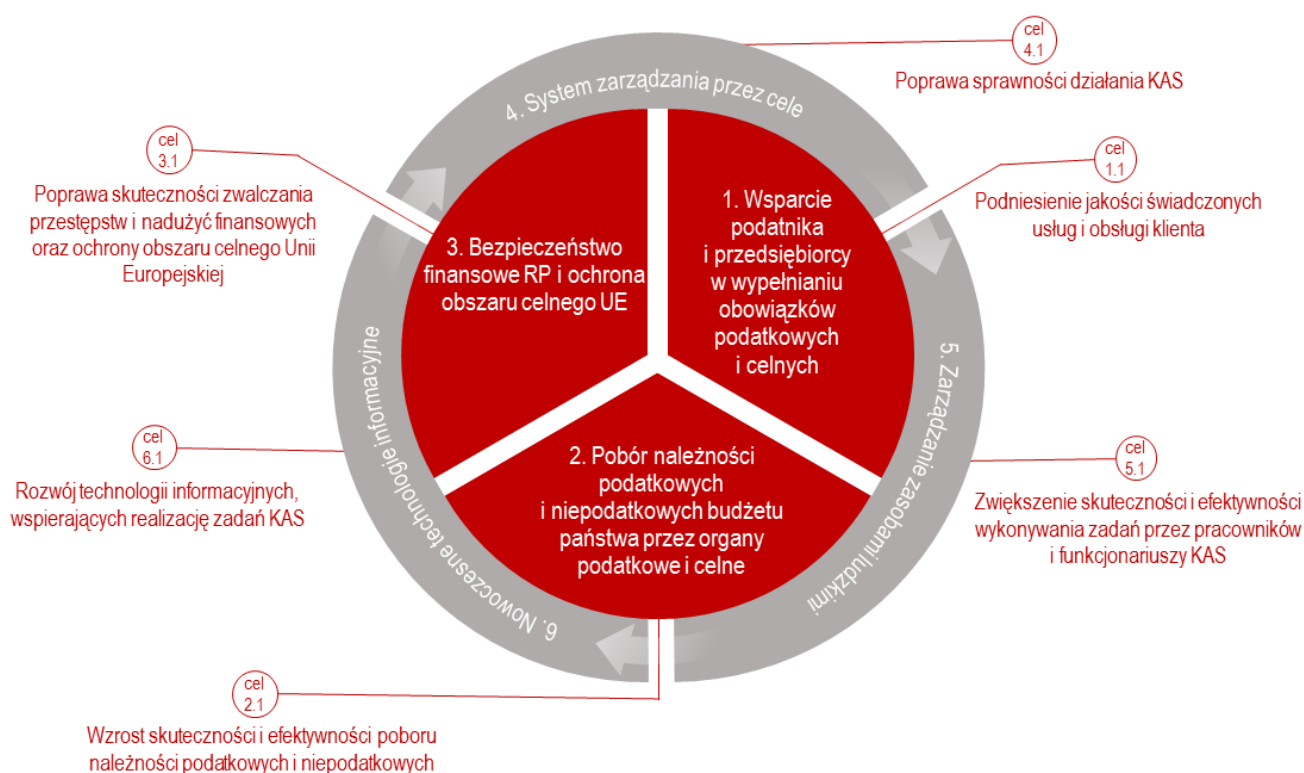 cel
4.1
Poprawa sprawności działania KAS
4. System zarządzania przez cele
cel
3.1
Poprawa skuteczności zwalczania
przestępstw i nadużyć finansowych
oraz ochrony obszaru celnego Unii
Europejskiej
cel
1.1
Podniesienie jakości świadczonych
usług i obsługi klienta
1. Wsparcie
podatnika
i przedsiębiorcy
w wypełnianiu
obowiązków
podatkowych
i celnych
3. Bezpieczeństwo
finansowe RP i ochrona
obszaru celnego UE
5. Zarządzanie zasobami ludzkimi
6. Nowoczesne technologie informacyjne
cel
6.1
Rozwój technologii informacyjnych,
wspierających realizację zadań KAS
2. Pobór należności
podatkowych
i niepodatkowych budżetu
państwa przez organy
podatkowe i celne
cel
5.1
Zwiększenie skuteczności i efektywności
wykonywania zadań przez pracowników
i funkcjonariuszy KAS
cel
2.1
Wzrost skuteczności i efektywności poboru
należności podatkowych i niepodatkowych